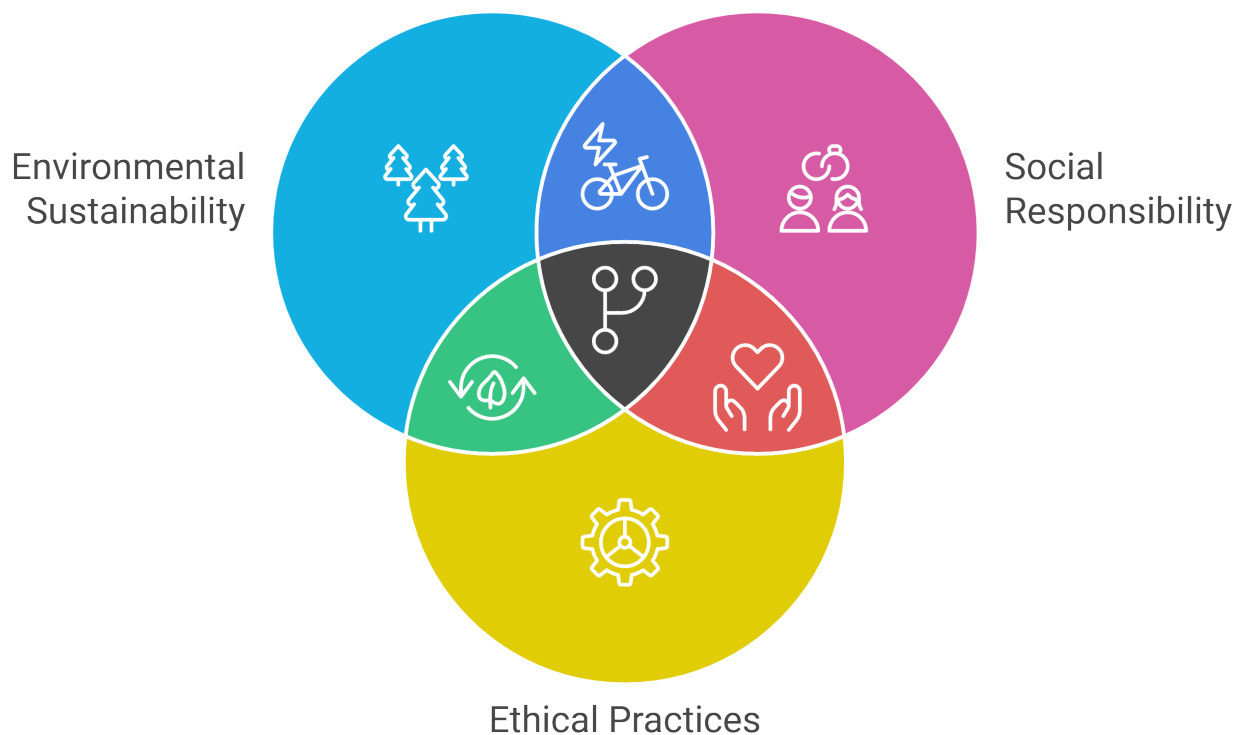 Environmental
Sustainability
Social
Responsibility
Ethical Practices